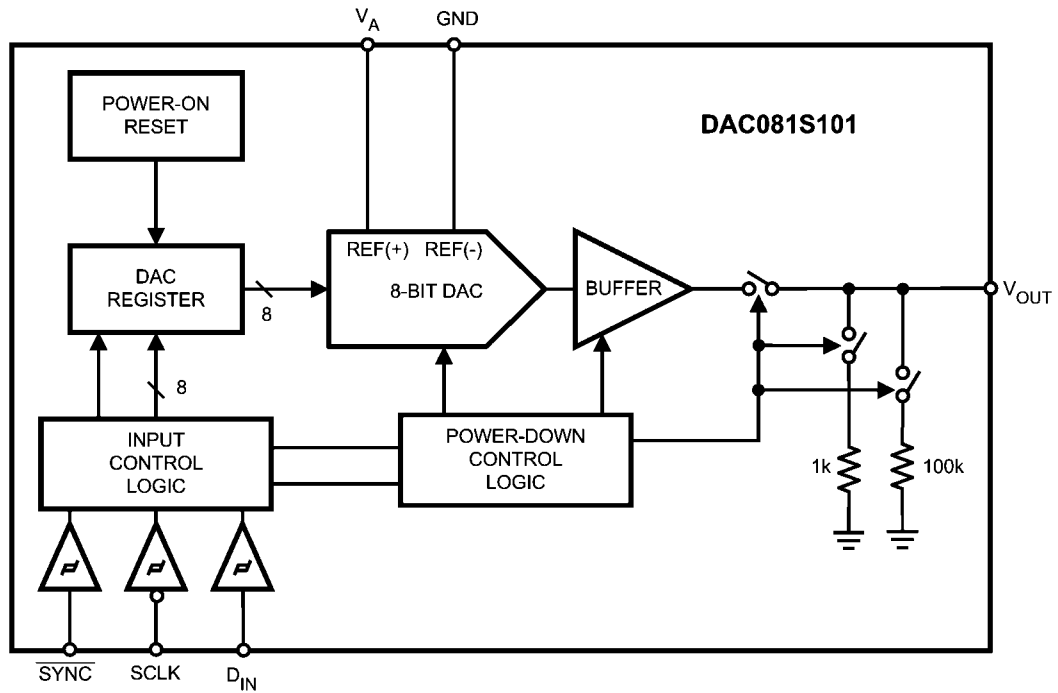 V_A
GND
POWER-ON
RESET
DAC081S101
REF(+) REF(-)
DAC
REGISTER
8
8-BIT DAC
BUFFER
V_OUT
8
INPUT
CONTROL
LOGIC
POWER-DOWN
CONTROL
LOGIC
1k
100k
SYNC
SCLK
D_IN